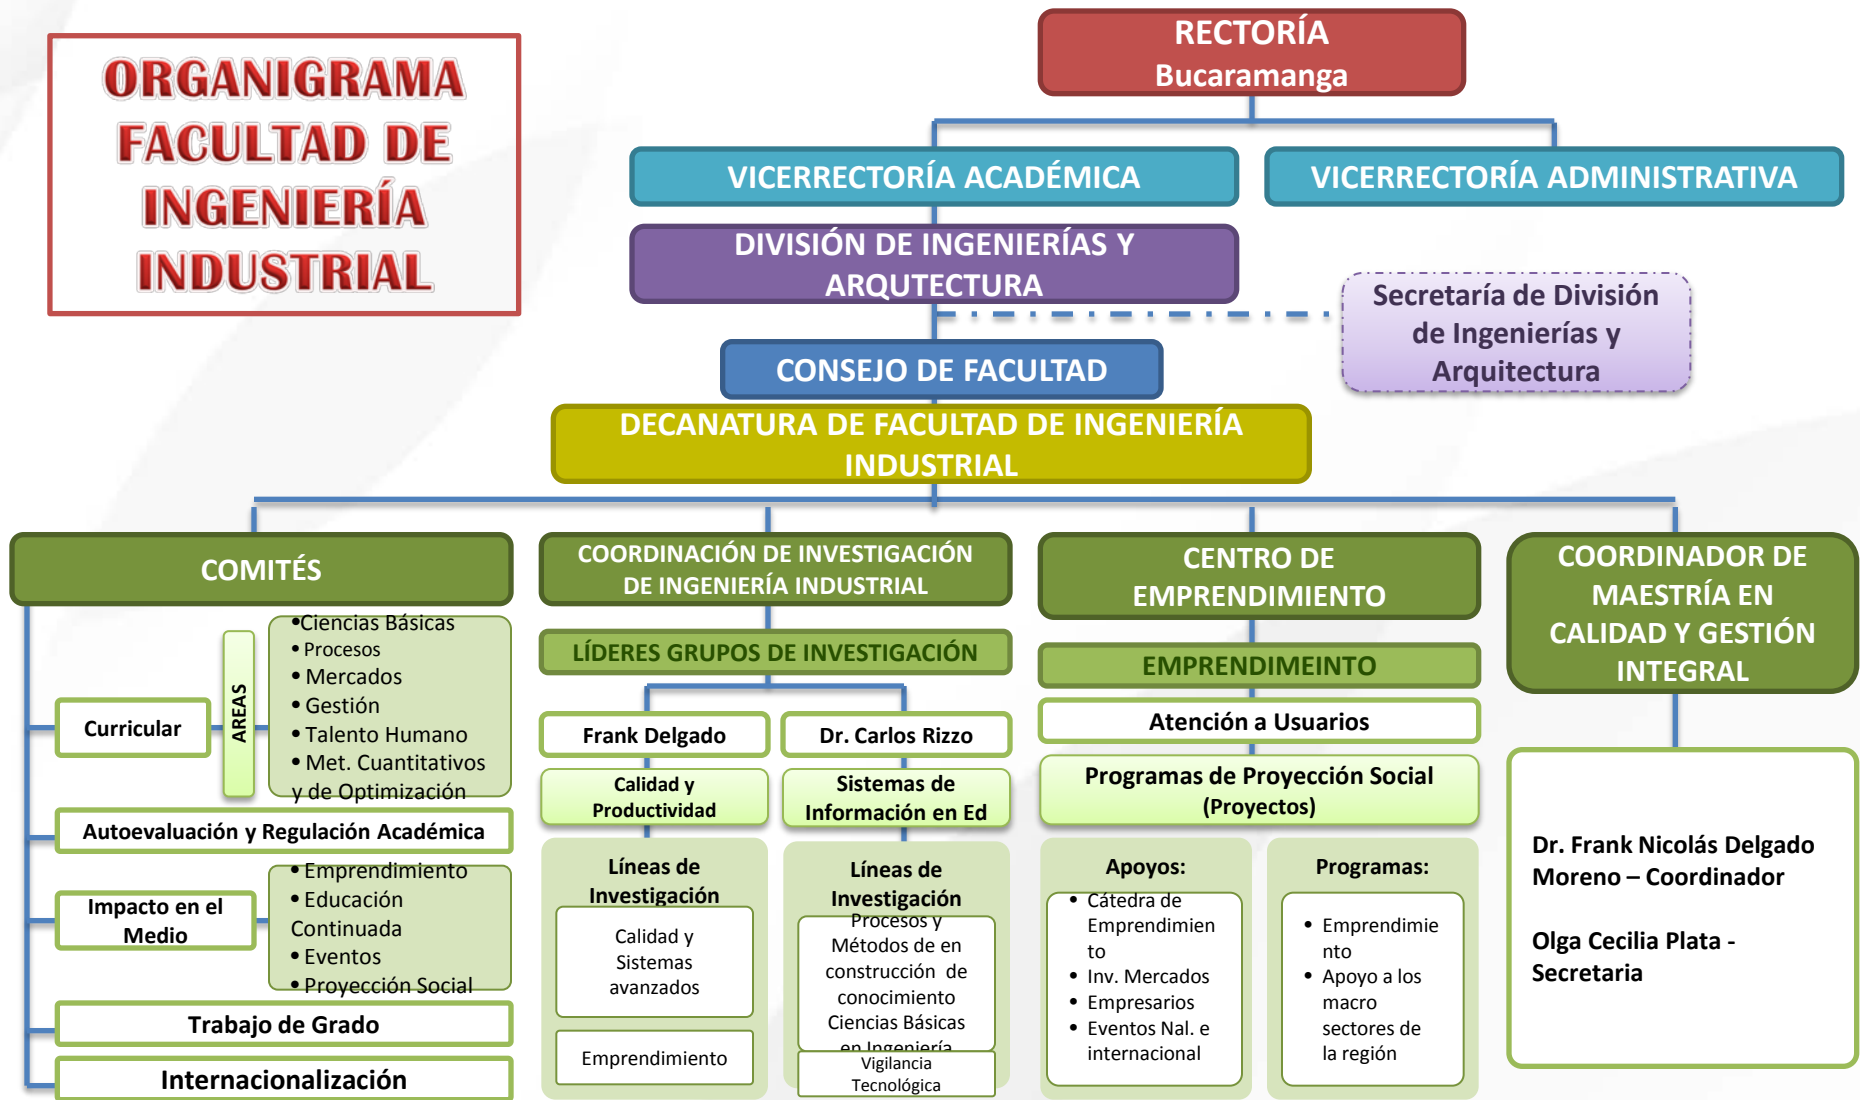 ORGANIGRAMA
FACULTAD DE
INGENIERÍA
INDUSTRIAL
RECTORÍA
Bucaramanga
VICERRECTORÍA ACADÉMICA
VICERRECTORÍA ADMINISTRATIVA
DIVISIÓN DE INGENIERÍAS Y
ARQUTECTURA
Secretaría de División
de Ingenierías y
Arquitectura
CONSEJO DE FACULTAD
DECANATURA DE FACULTAD DE INGENIERÍA
INDUSTRIAL
COMITÉS
Curricular
AREAS
•Ciencias Básicas
• Procesos
• Mercados
• Gestión
• Talento Humano
• Met. Cuantitativos
y de Optimización
Autoevaluación y Regulación Académica
Impacto en el
Medio
• Emprendimiento
• Educación
Continuada
• Eventos
• Proyección Social
Trabajo de Grado
Internacionalización
COORDINACIÓN DE INVESTIGACIÓN
DE INGENIERÍA INDUSTRIAL
LÍDERES GRUPOS DE INVESTIGACIÓN
Frank Delgado
Calidad y
Productividad
Líneas de
Investigación
Calidad y
Sistemas
avanzados
Emprendimiento
Dr. Carlos Rizzo
Sistemas de
Información en Ed
Líneas de
Investigación
Procesos y
Métodos de en
construcción de
conocimiento
Ciencias Básicas
en Ingeniería
Vigilancia
Tecnológica
CENTRO DE
EMPRENDIMIENTO
EMPRENDIMEINTO
Atención a Usuarios
Programas de Proyección Social
(Proyectos)
Apoyos:
• Cátedra de
Emprendimien
to
• Inv. Mercados
• Empresarios
• Eventos Nal. e
internacional
Programas:
• Emprendimie
nto
• Apoyo a los
macro
sectores de
la región
COORDINADOR DE
MAESTRÍA EN
CALIDAD Y GESTIÓN
INTEGRAL
Dr. Frank Nicolás Delgado
Moreno – Coordinador
Olga Cecilia Plata -
Secretaria